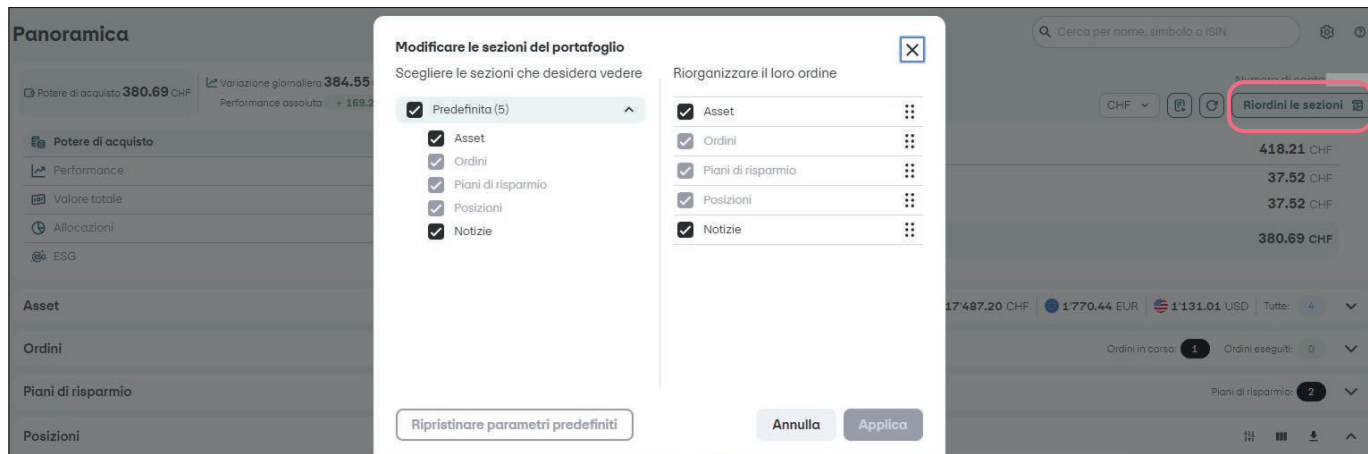 Panoramica
Cerca per nome, simbolo o ISIN
Potere di acquisto 380.69 CHF
Variazione giornaliera 384.55
Performance assoluta + 169.2
Numero di conto
CHF
Riordini le sezioni
Potere di acquisto
418.21 CHF
Performance
37.52 CHF
Valore totale
37.52 CHF
Allocazioni
380.69 CHF
ESG
Asset
17'487.20 CHF 1'770.44 EUR 1'131.01 USD Tutte: 4
Ordini
Ordini in corso: 1 Ordini eseguiti: 0
Piani di risparmio
Piani di risparmio: 2
Posizioni
Modificare le sezioni del portafoglio
Scegliere le sezioni che desidera vedere
Predefinita (5)
Asset
Ordini
Piani di risparmio
Posizioni
Notizie
Riorganizzare il loro ordine
Asset
Ordini
Piani di risparmio
Posizioni
Notizie
Ripristinare parametri predefiniti
Annulla
Applica